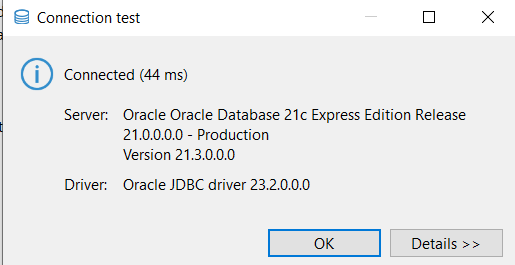 Connection test
Connected (44 ms)
Server: Oracle Oracle Database 21c Express Edition Release
21.0.0.0.0 - Production
Version 21.3.0.0.0
Driver: Oracle JDBC driver 23.2.0.0.0
OK Details >>